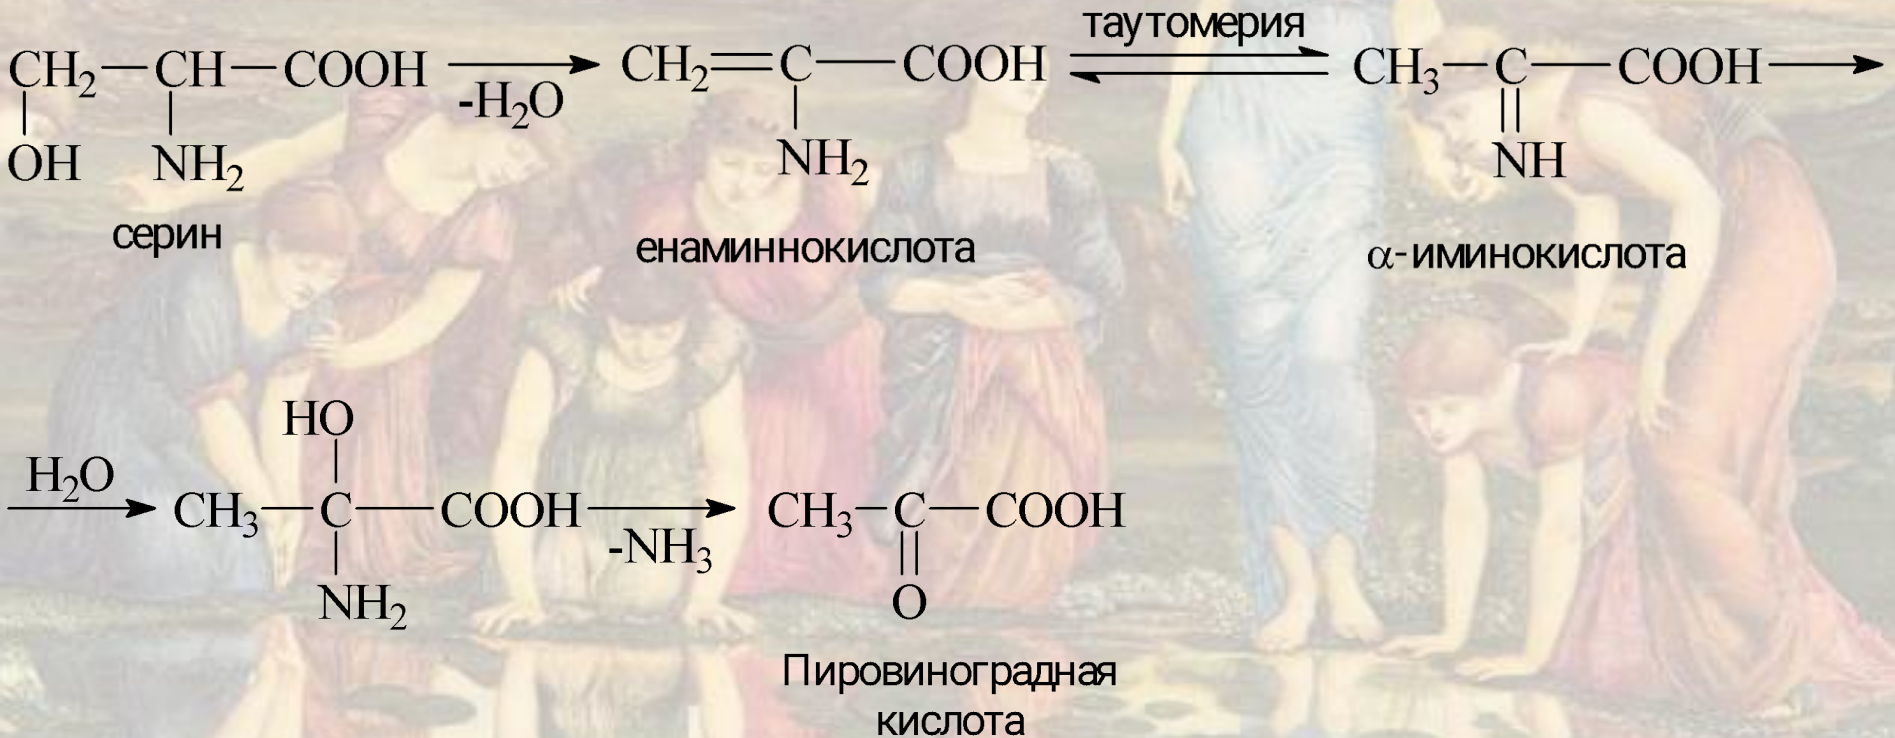 CH₂—CH—COOH -H₂O CH₂=C—COOH таутомерия CH₃—C—COOH
OH NH₂ NH₂ NH
серин енаминнокислота α-иминокислота
HO
H₂O CH₃—C—COOH -NH₃ CH₃—C—COOH
NH₂ O
Пировиноградная
кислота